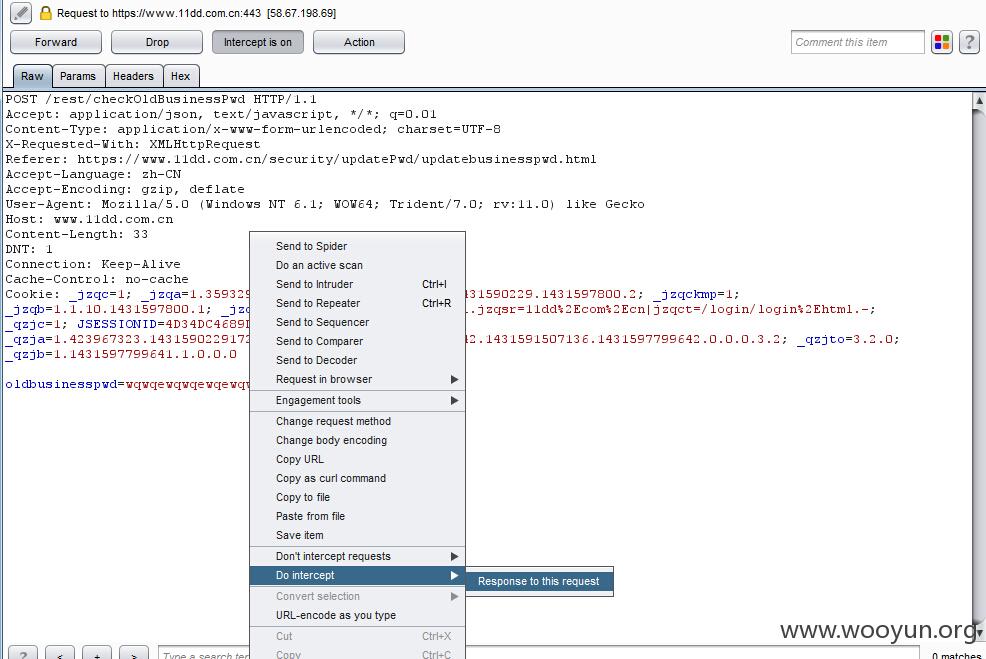 Request to https://www.11dd.com.cn:443 [58.67.198.69]
Forward Drop Intercept is on Action Comment this item ?
Raw Params Headers Hex
POST /rest/checkOldBusinessPwd HTTP/1.1
Accept: application/json, text/javascript, */*; q=0.01
Content-Type: application/x-www-form-urlencoded; charset=UTF-8
X-Requested-With: XMLHttpRequest
Referer: https://www.11dd.com.cn/security/updatePwd/updatebusinesspwd.html
Accept-Language: zh-CN
Accept-Encoding: gzip, deflate
User-Agent: Mozilla/5.0 (Windows NT 6.1; WOW64; Trident/7.0; rv:11.0) like Gecko
Host: www.11dd.com.cn
Content-Length: 33
DNT: 1
Connection: Keep-Alive
Cache-Control: no-cache
Cookie: _jzqc=1; _jzqa=1.359329 431590229.1431597800.2; _jzqckmp=1;
_jzqb=1.1.10.1431597800.1; _jzq 1.jzqsr=11dd%2Ecom%2Ecn|jzqct=/login/login%2Ehtml.-;
_qzjc=1; JSESSIONID=4D34DC4689
_qzja=1.423967323.1431590229172 42.1431591507136.1431597799642.0.0.0.3.2; _qzjto=3.2.0;
_qzjb=1.1431597799641.1.0.0.0
oldbusinesspwd=wqwqewqwqewqewqw
Send to Spider
Do an active scan
Send to Intruder Ctrl+I
Send to Repeater Ctrl+R
Send to Sequencer
Send to Comparer
Send to Decoder
Request in browser
Engagement tools
Change request method
Change body encoding
Copy URL
Copy as curl command
Copy to file
Paste from file
Save item
Don't intercept requests
Do intercept
Response to this request
Convert selection
URL-encode as you type
Cut Ctrl+X
Copy Ctrl+C
www.wooyun.org
? < + > Type a search ter 0 matches